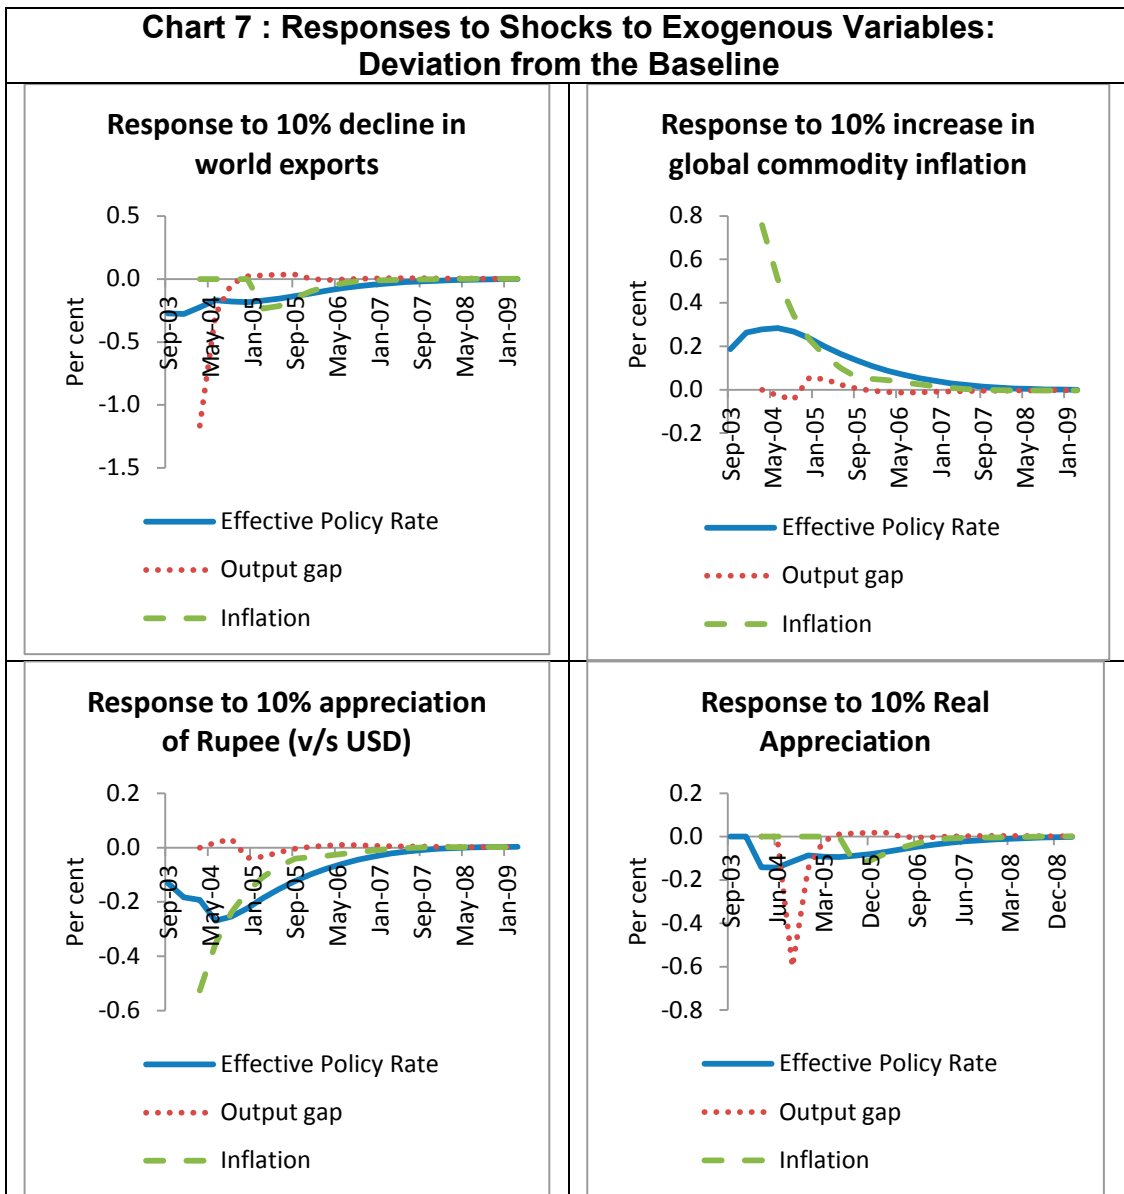 Chart 7 : Responses to Shocks to Exogenous Variables:
Deviation from the Baseline
Response to 10% decline in
world exports
Per cent
0.5
0.0
-0.5
-1.0
-1.5
Sep-03
May-04
Jan-05
Sep-05
May-06
Jan-07
Sep-07
May-08
Jan-09
Effective Policy Rate
Output gap
Inflation
Response to 10% increase in
global commodity inflation
Per cent
0.8
0.6
0.4
0.2
0.0
-0.2
Sep-03
May-04
Jan-05
Sep-05
May-06
Jan-07
Sep-07
May-08
Jan-09
Effective Policy Rate
Output gap
Inflation
Response to 10% appreciation
of Rupee (v/s USD)
Per cent
0.2
0.0
-0.2
-0.4
-0.6
Sep-03
May-04
Jan-05
Sep-05
May-06
Jan-07
Sep-07
May-08
Jan-09
Effective Policy Rate
Output gap
Inflation
Response to 10% Real
Appreciation
Per cent
0.2
0.0
-0.2
-0.4
-0.6
-0.8
Sep-03
Jun-04
Mar-05
Dec-05
Sep-06
Jun-07
Mar-08
Dec-08
Effective Policy Rate
Output gap
Inflation